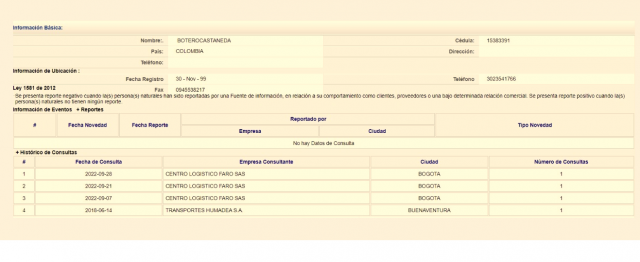 Información Básica:
Nombre:. BOTEROCASTANEDA Cédula: 15383391
País: COLOMBIA Dirección:
Teléfono:
Información de Ubicación :
Fecha Registro 30 - Nov - 99 Teléfono 3023541766
Ley 1581 de 2012 Fax 0945538217
Se presenta reporte negativo cuando la(s) persona(s) naturales han sido reportadas por una Fuente de información, en relación a su comportamiento como clientes, proveedores o una bajo determinada relación comercial. Se presenta reporte positivo cuando la(s)
persona(s) naturales no tienen ningún reporte.
Información de Eventos + Reportes
# Fecha Novedad Fecha Reporte Reportado por Tipo Novedad
Empresa Ciudad
No hay Datos de Consulta
+ Histórico de Consultas
# Fecha de Consulta Empresa Consultante Ciudad Número de Consultas
1 2022-09-28 CENTRO LOGISTICO FARO SAS BOGOTA 1
2 2022-09-21 CENTRO LOGISTICO FARO SAS BOGOTA 1
3 2022-09-07 CENTRO LOGISTICO FARO SAS BOGOTA 1
4 2018-06-14 TRANSPORTES HUMADEA S.A. BUENAVENTURA 1